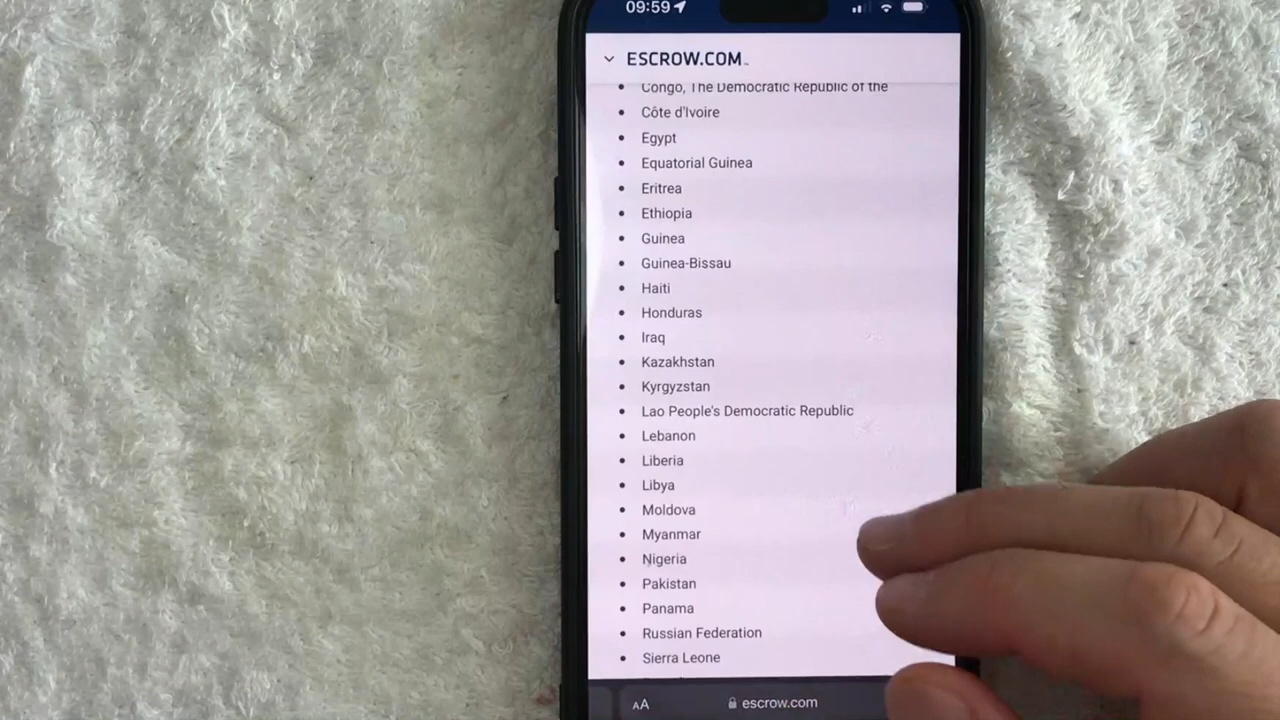 09:59
ESCROW.COM
Congo, The Democratic Republic of the
Côte d'Ivoire
Egypt
Equatorial Guinea
Eritrea
Ethiopia
Guinea
Guinea-Bissau
Haiti
Honduras
Iraq
Kazakhstan
Kyrgyzstan
Lao People's Democratic Republic
Lebanon
Liberia
Libya
Moldova
Myanmar
Nigeria
Pakistan
Panama
Russian Federation
Sierra Leone
AA escrow.com